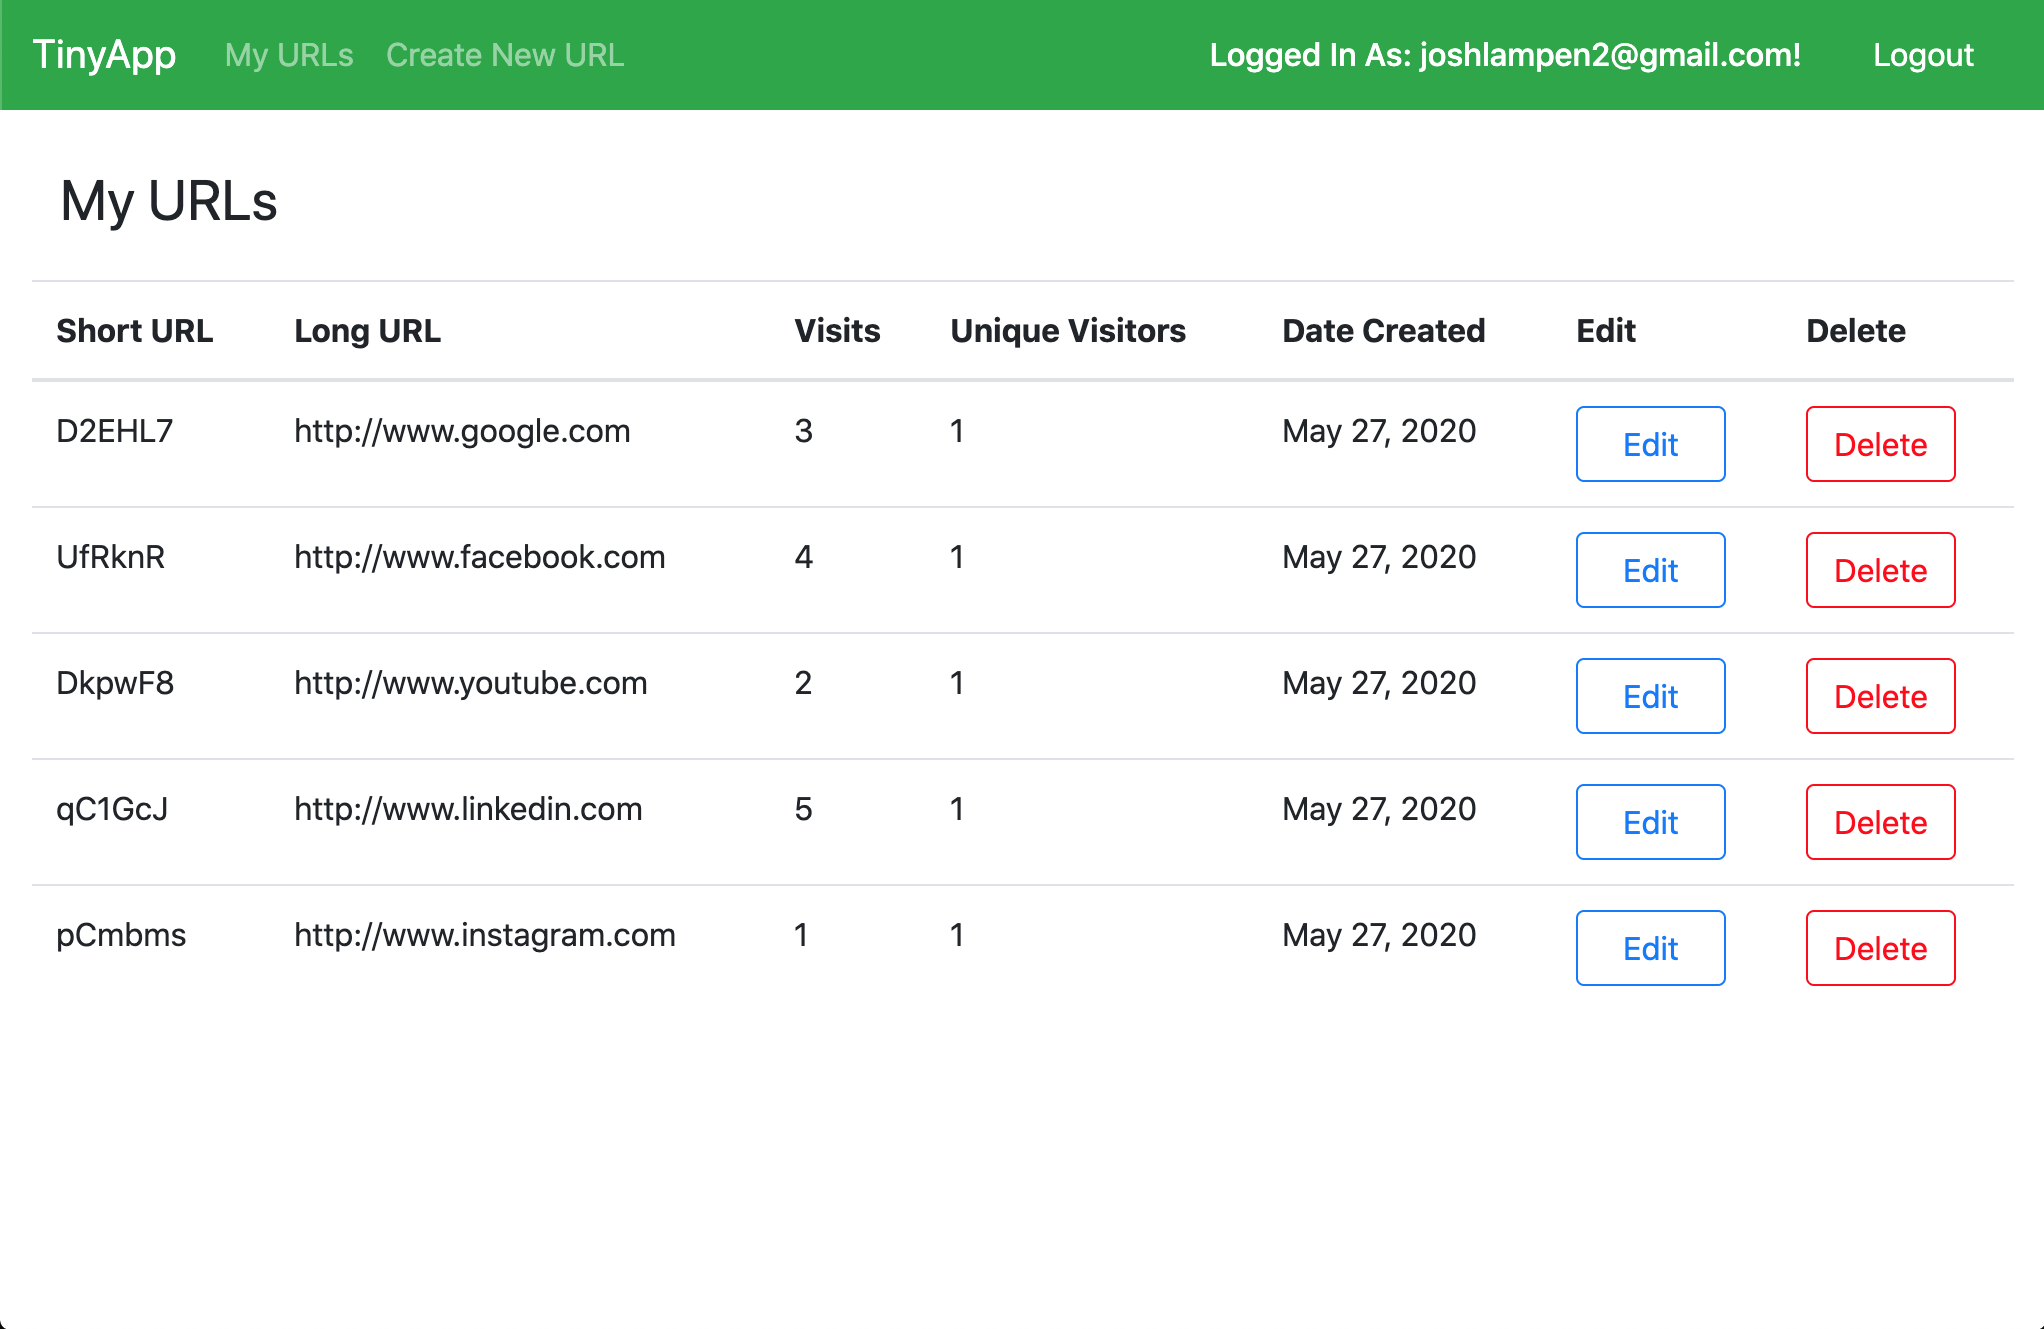 TinyApp My URLs Create New URL Logged In As: joshlampen2@gmail.com! Logout
My URLs
Short URL Long URL Visits Unique Visitors Date Created Edit Delete
D2EHL7 http://www.google.com 3 1 May 27, 2020 Edit Delete
UfRknR http://www.facebook.com 4 1 May 27, 2020 Edit Delete
DkpwF8 http://www.youtube.com 2 1 May 27, 2020 Edit Delete
qC1GcJ http://www.linkedin.com 5 1 May 27, 2020 Edit Delete
pCmbms http://www.instagram.com 1 1 May 27, 2020 Edit Delete